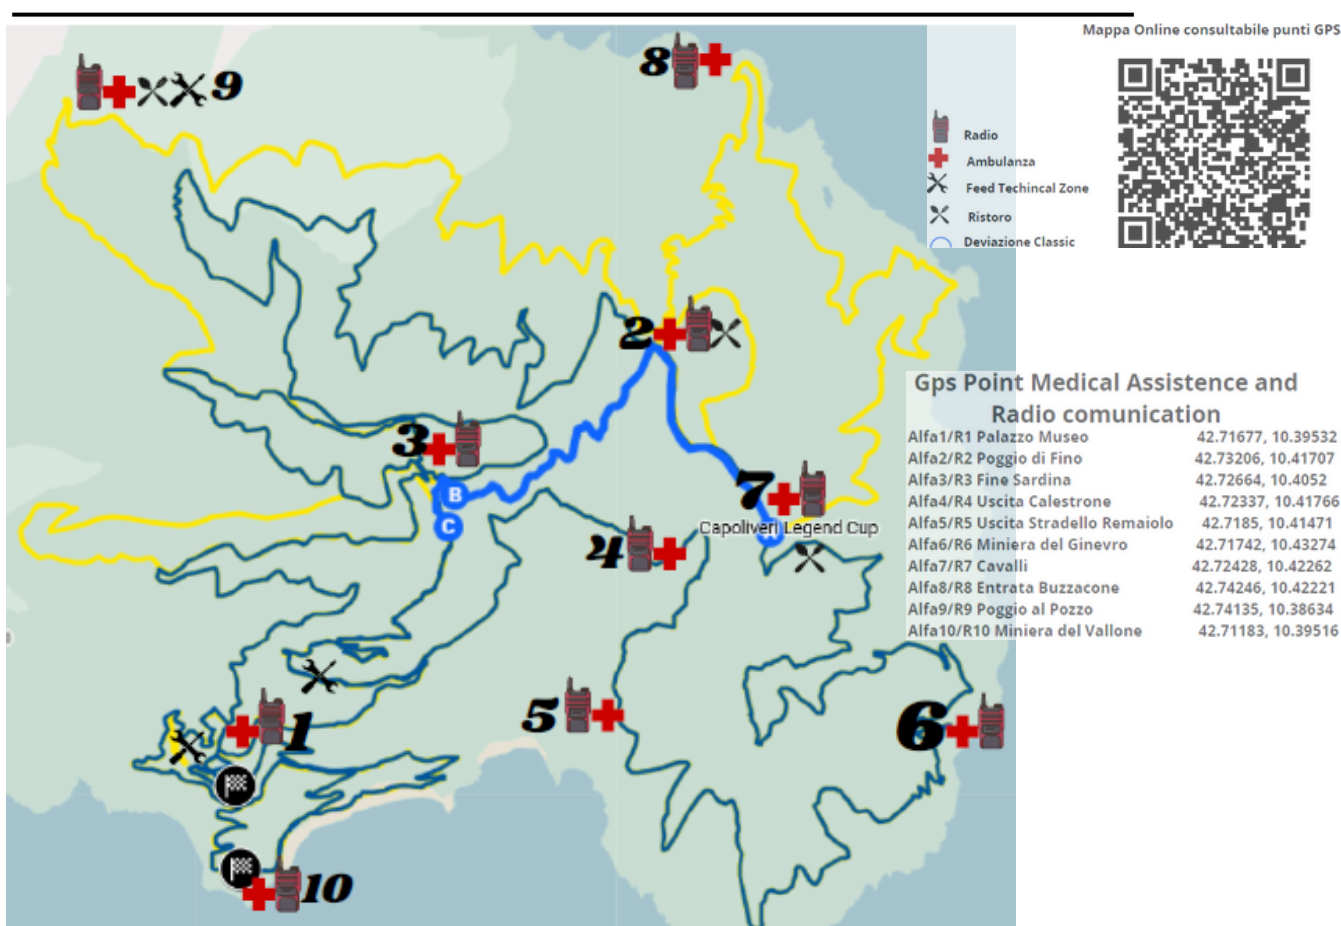 Mappa Online consultabile punti GPS
8
9
Radio
Ambulanza
Feed Techincal Zone
Ristoro
Deviazione Classic
2
Gps Point Medical Assistence and
Radio comunication
Alfa1/R1 Palazzo Museo 42.71677, 10.39532
Alfa2/R2 Poggio di Fino 42.73206, 10.41707
Alfa3/R3 Fine Sardina 42.72664, 10.4052
Alfa4/R4 Uscita Calestrone 42.72337, 10.41766
Alfa5/R5 Uscita Stradello Remaiolo 42.7185, 10.41471
Alfa6/R6 Miniera del Ginevro 42.71742, 10.43274
Alfa7/R7 Cavalli 42.72428, 10.42262
Alfa8/R8 Entrata Buzzacone 42.74246, 10.42221
Alfa9/R9 Poggio al Pozzo 42.74135, 10.38634
Alfa10/R10 Miniera del Vallone 42.71183, 10.39516
3
7
B
C
Capoliveri Legend Cup
4
5
6
1
10